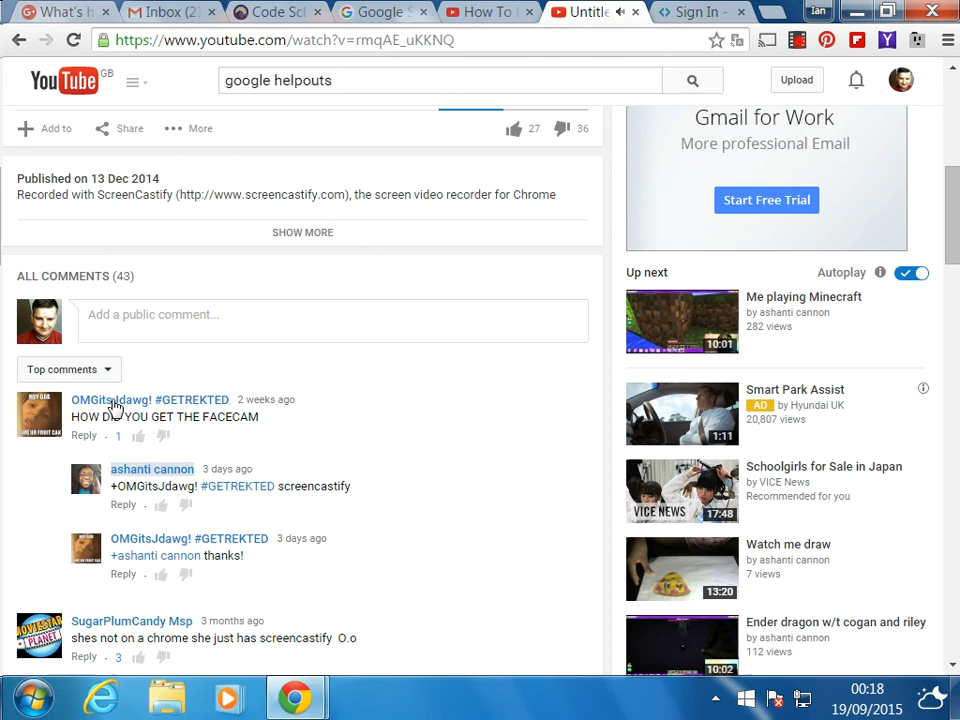 What's h
Inbox (2
Code Sc
Google S
How To
Untitle
Sign In -
Ian
https://www.youtube.com/watch?v=rmqAE_uKKNQ
YouTube GB
google helpouts
Upload
Add to
Share
More
27
36
Published on 13 Dec 2014
Recorded with ScreenCastify (http://www.screencastify.com), the screen video recorder for Chrome
SHOW MORE
ALL COMMENTS (43)
Add a public comment...
Top comments
OMGitsJdawg! #GETREKTED 2 weeks ago
HOW DID YOU GET THE FACECAM
Reply · 1
ashanti cannon 3 days ago
+OMGitsJdawg! #GETREKTED screencastify
Reply ·
OMGitsJdawg! #GETREKTED 3 days ago
+ashanti cannon thanks!
Reply ·
SugarPlumCandy Msp 3 months ago
shes not on a chrome she just has screencastify O.o
Reply · 3
Gmail for Work
More professional Email
Start Free Trial
Up next
Autoplay
Me playing Minecraft
by ashanti cannon
282 views
10:01
Smart Park Assist
AD by Hyundai UK
20,807 views
1:11
Schoolgirls for Sale in Japan
by VICE News
Recommended for you
VICE NEWS
17:48
Watch me draw
by ashanti cannon
7 views
13:20
Ender dragon w/t cogan and riley
by ashanti cannon
112 views
10:02
00:18
19/09/2015